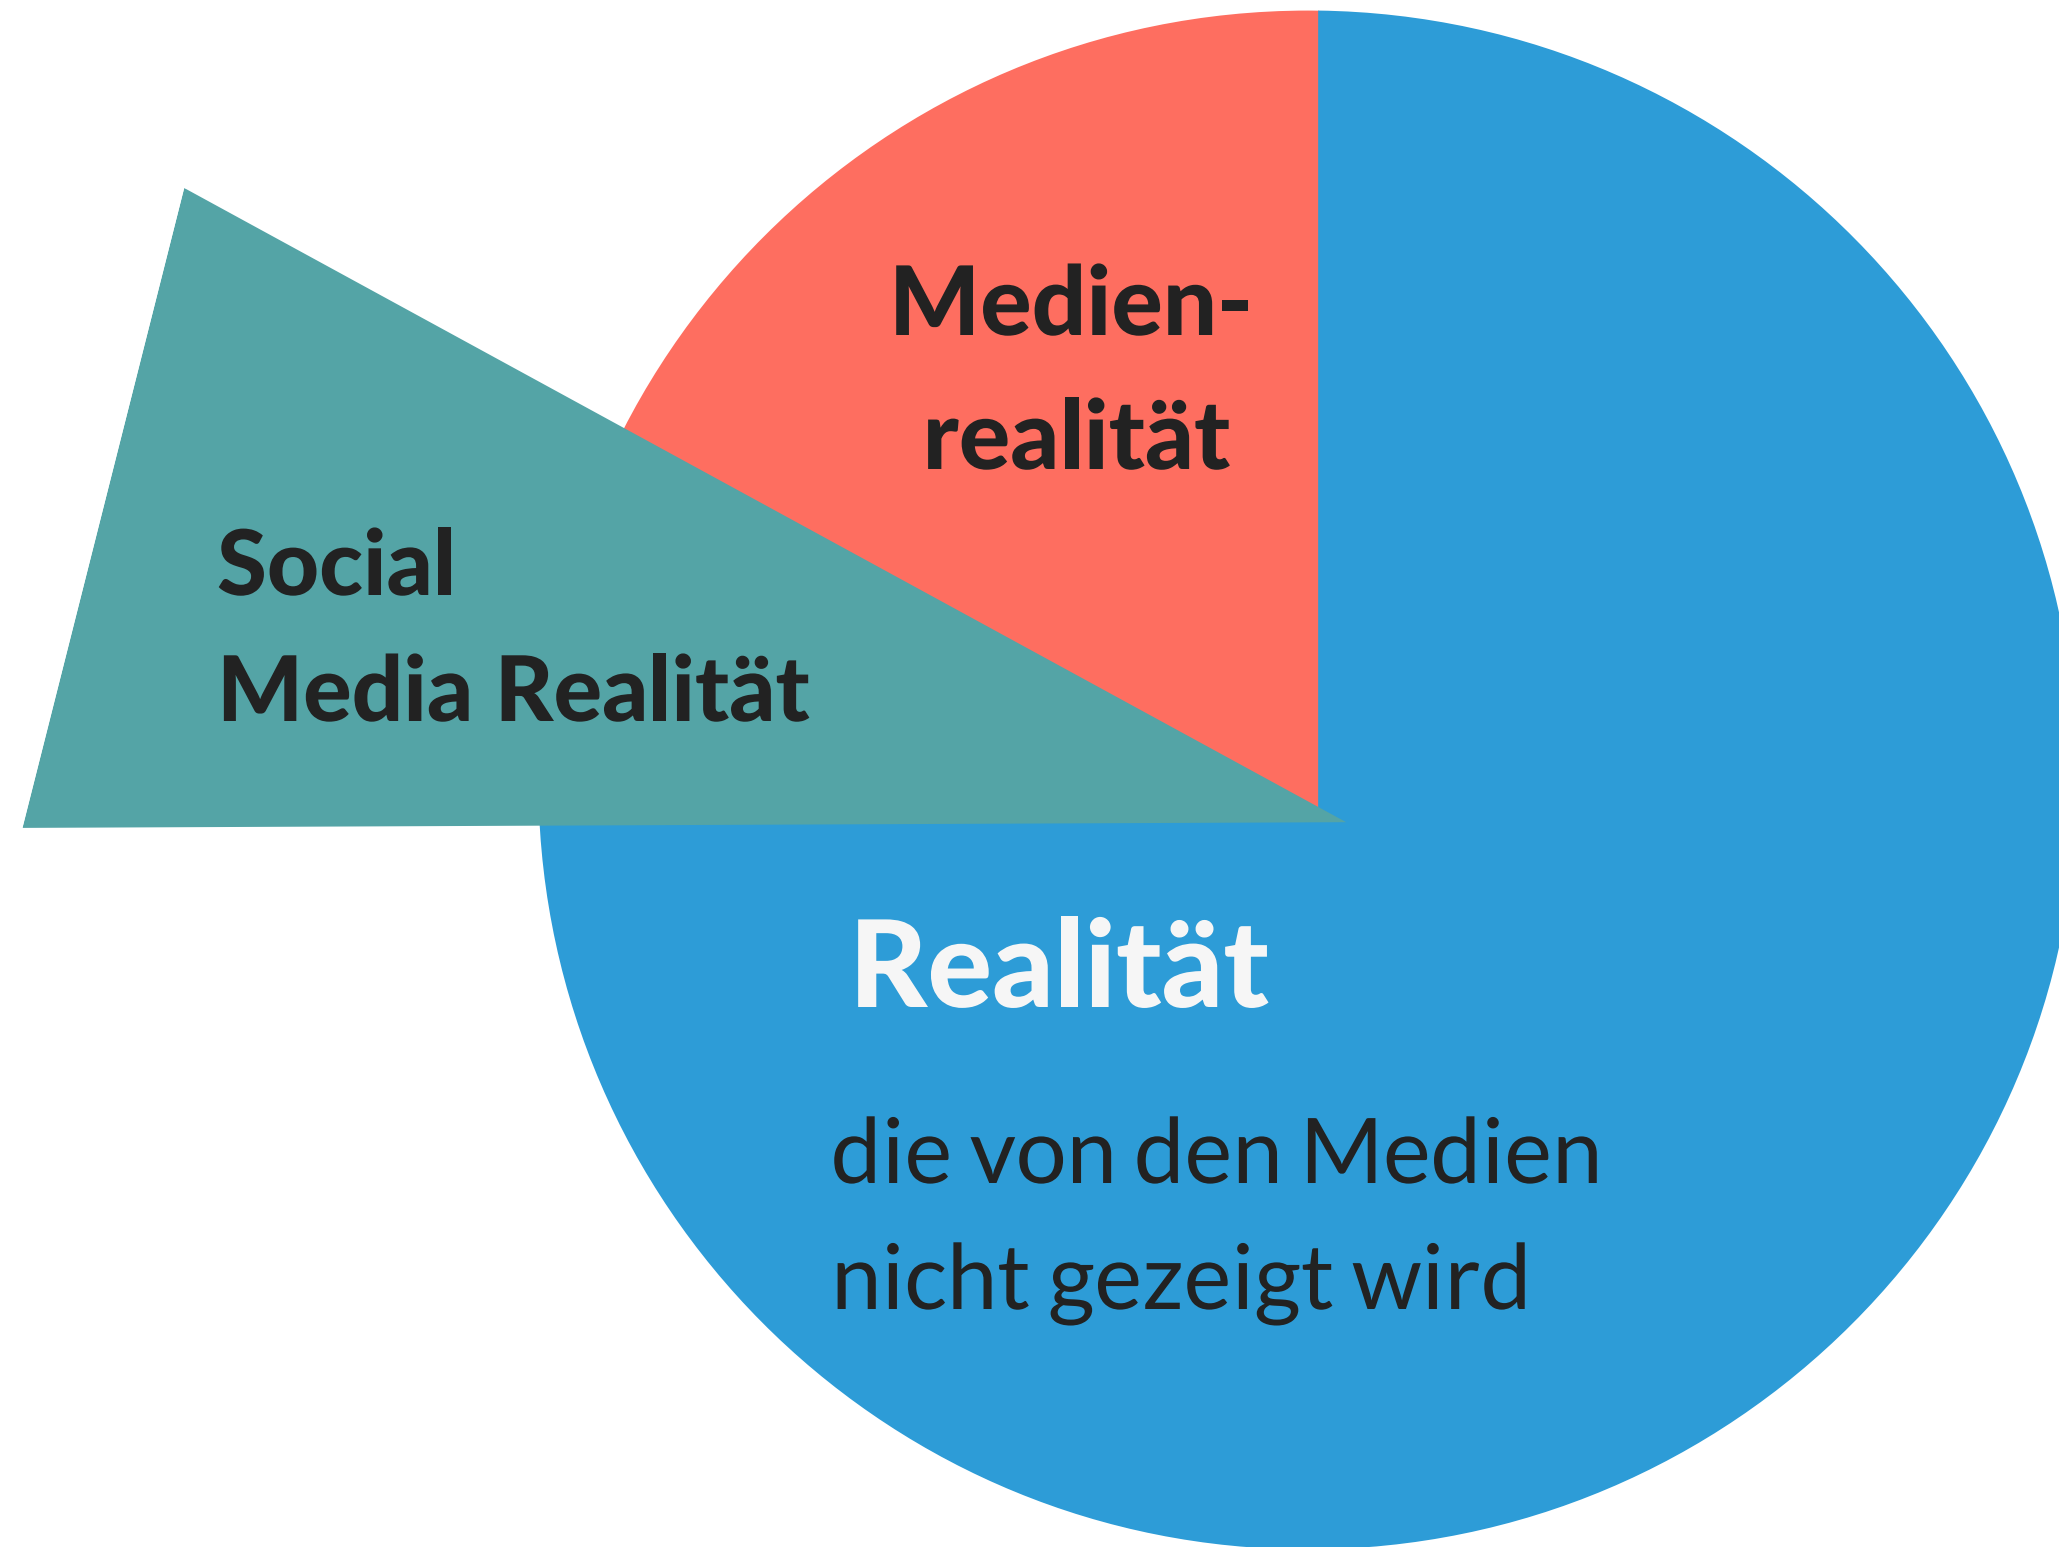 Medien-
realität
Social
Media Realität
Realität
die von den Medien
nicht gezeigt wird